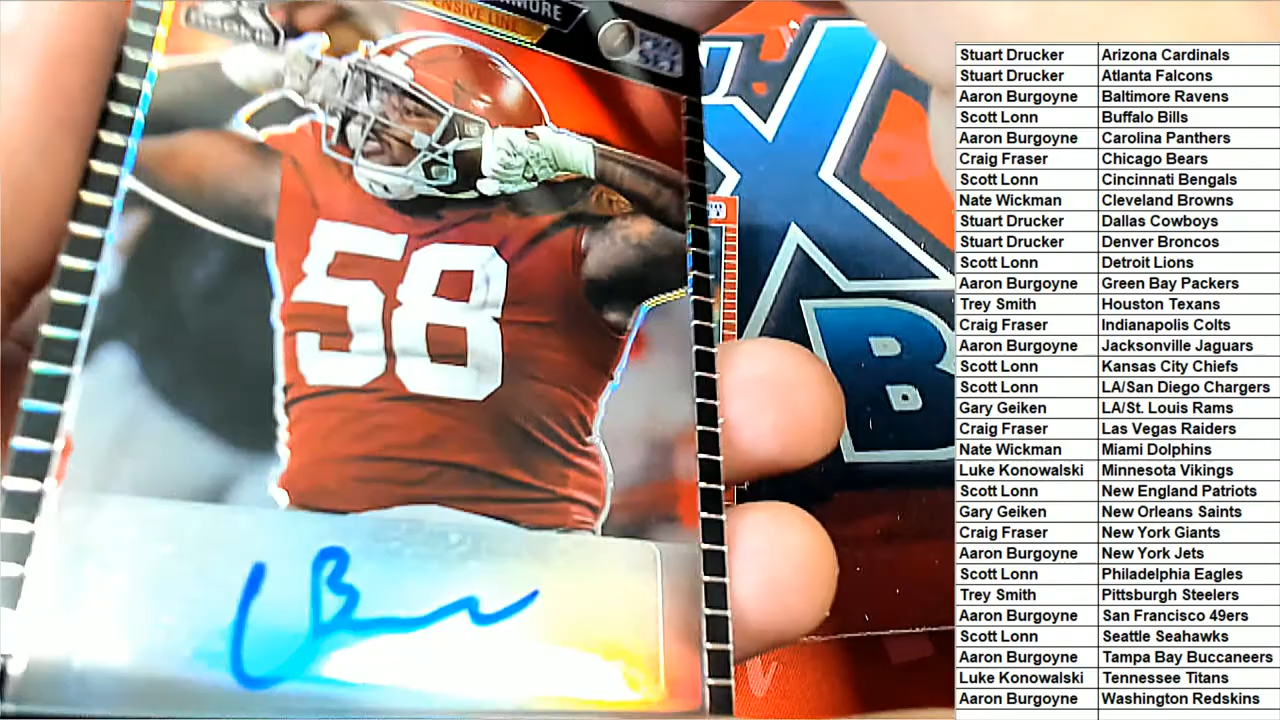 MORE
ENSIVE LINE
58
X
B
Stuart Drucker Arizona Cardinals
Stuart Drucker Atlanta Falcons
Aaron Burgoyne Baltimore Ravens
Scott Lonn Buffalo Bills
Aaron Burgoyne Carolina Panthers
Craig Fraser Chicago Bears
Scott Lonn Cincinnati Bengals
Nate Wickman Cleveland Browns
Stuart Drucker Dallas Cowboys
Stuart Drucker Denver Broncos
Scott Lonn Detroit Lions
Aaron Burgoyne Green Bay Packers
Trey Smith Houston Texans
Craig Fraser Indianapolis Colts
Aaron Burgoyne Jacksonville Jaguars
Scott Lonn Kansas City Chiefs
Scott Lonn LA/San Diego Chargers
Gary Geiken LA/St. Louis Rams
Craig Fraser Las Vegas Raiders
Nate Wickman Miami Dolphins
Luke Konowalski Minnesota Vikings
Scott Lonn New England Patriots
Gary Geiken New Orleans Saints
Craig Fraser New York Giants
Aaron Burgoyne New York Jets
Scott Lonn Philadelphia Eagles
Trey Smith Pittsburgh Steelers
Aaron Burgoyne San Francisco 49ers
Scott Lonn Seattle Seahawks
Aaron Burgoyne Tampa Bay Buccaneers
Luke Konowalski Tennessee Titans
Aaron Burgoyne Washington Redskins